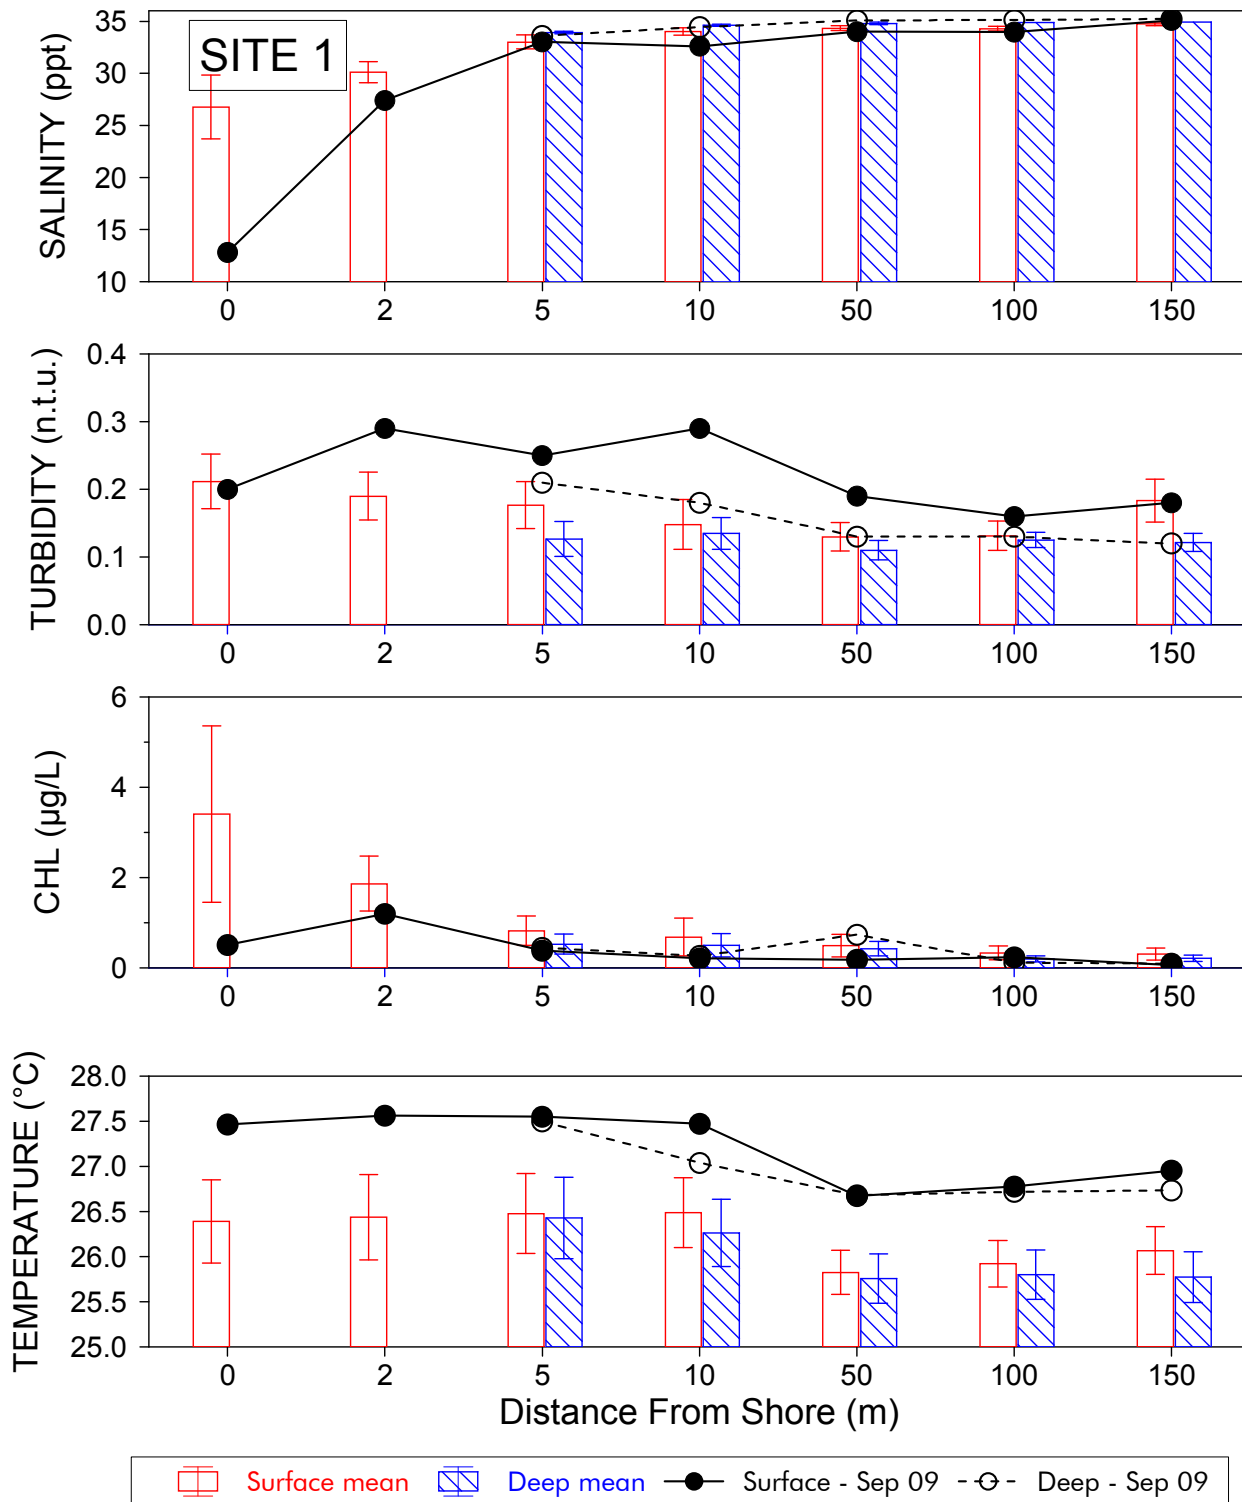 SITE 1
SALINITY (ppt)
35
30
25
20
15
10
0 2 5 10 50 100 150
TURBIDITY (n.t.u.)
0.4
0.3
0.2
0.1
0.0
0 2 5 10 50 100 150
CHL (µg/L)
6
4
2
0
0 2 5 10 50 100 150
TEMPERATURE (°C)
28.0
27.5
27.0
26.5
26.0
25.5
25.0
0 2 5 10 50 100 150
Distance From Shore (m)
Surface mean Deep mean Surface - Sep 09 Deep - Sep 09